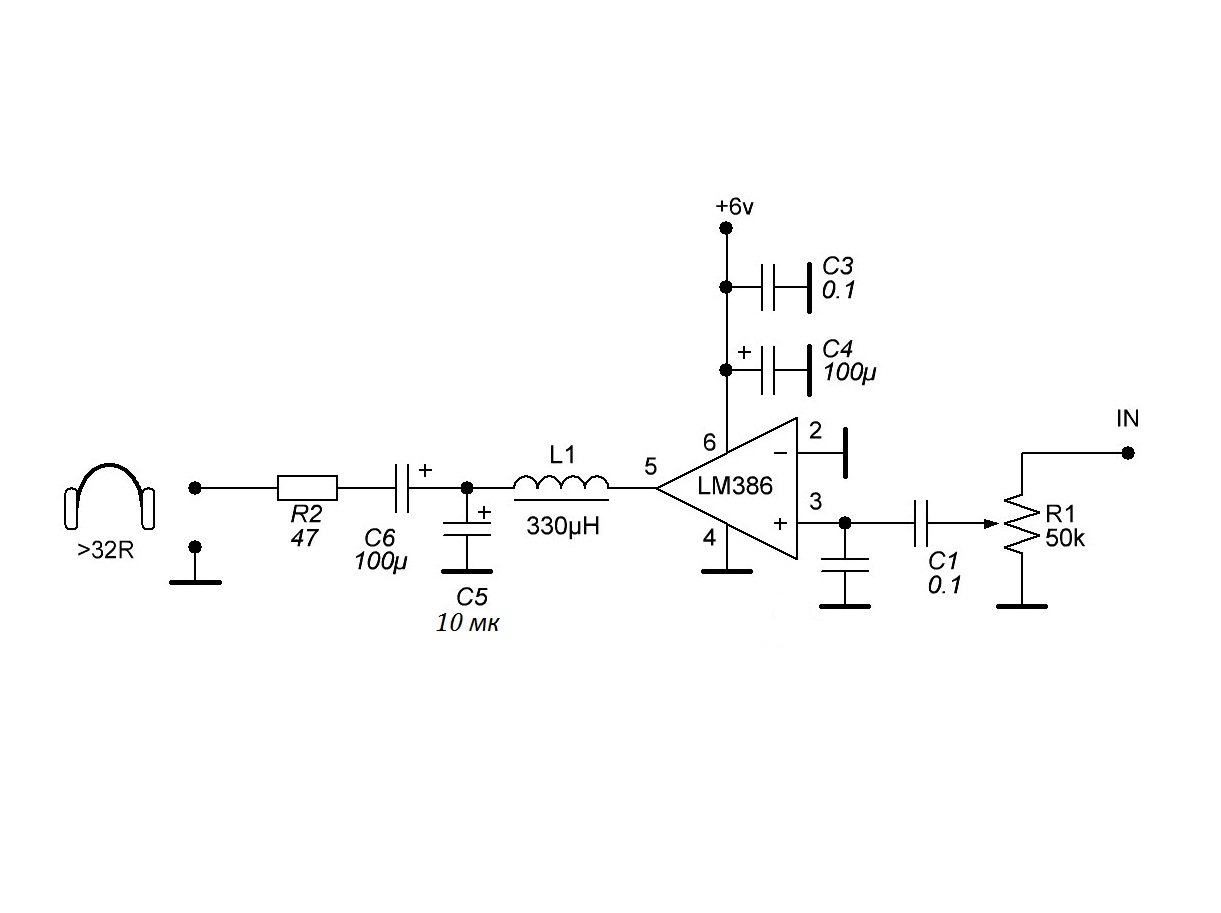 +6v
C3
0.1
+
C4
100µ
IN
6
2
−
L1
5
LM386
3
+
4
330µH
R1
50k
C1
0.1
+
+
R2
47
C6
100µ
>32R
C5
10 мк